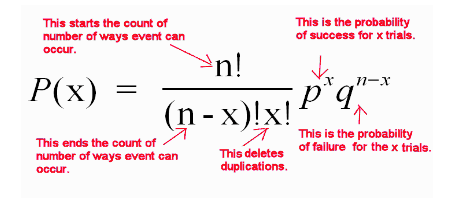 This starts the count of
number of ways event can
occur.
This is the probability
of success for x trials.
P(x) = n! / (n - x)!x! p^x q^{n-x}
This ends the count of
number of ways event can
occur.
This deletes
duplications.
This is the probability
of failure for the x trials.